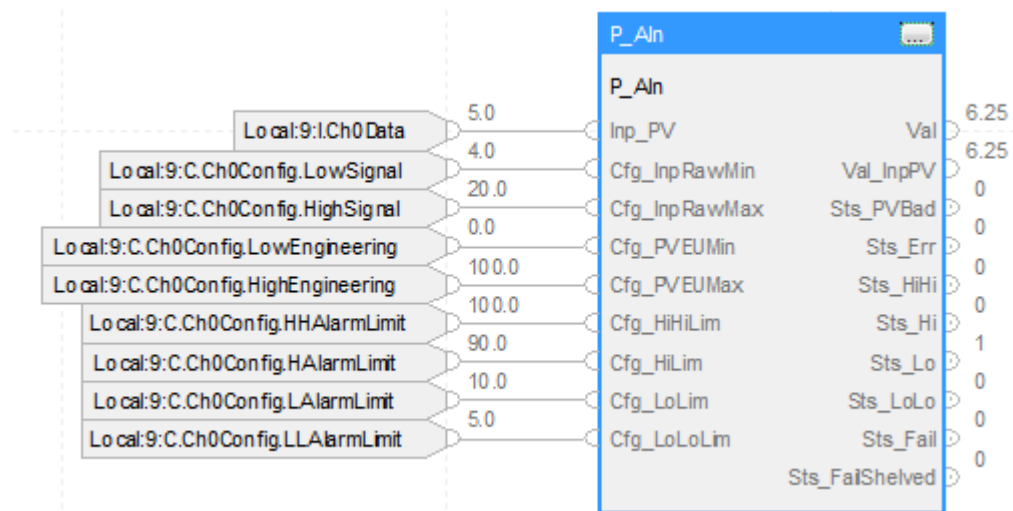 P_AIn ...
P_AIn
Local:9:I.Ch0Data 5.0 Inp_PV Val 6.25
Local:9:C.Ch0Config.LowSignal 4.0 Cfg_InpRawMin Val_InpPV 6.25
Local:9:C.Ch0Config.HighSignal 20.0 Cfg_InpRawMax Sts_PVBad 0
Local:9:C.Ch0Config.LowEngineering 0.0 Cfg_PVEUMin Sts_Err 0
Local:9:C.Ch0Config.HighEngineering 100.0 Cfg_PVEUMax Sts_HiHi 0
Local:9:C.Ch0Config.HHAlarmLimit 100.0 Cfg_HiHiLim Sts_Hi 0
Local:9:C.Ch0Config.HAlarmLimit 90.0 Cfg_HiLim Sts_Lo 1
Local:9:C.Ch0Config.LAlarmLimit 10.0 Cfg_LoLim Sts_LoLo 0
Local:9:C.Ch0Config.LLAlarmLimit 5.0 Cfg_LoLoLim Sts_Fail 0
Sts_FailShelved 0